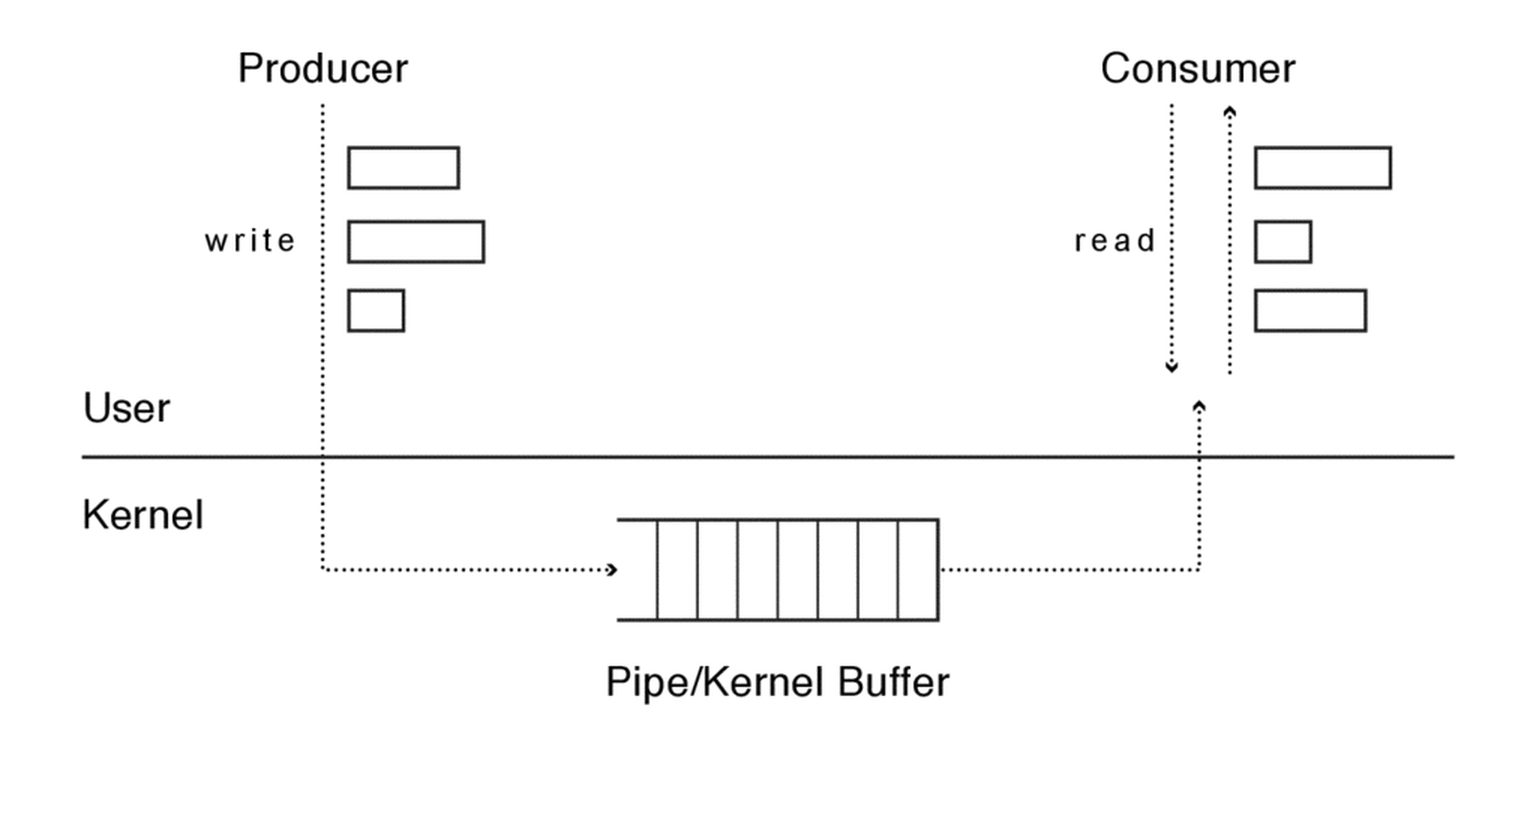 Producer
Consumer
write
read
User
Kernel
Pipe/Kernel Buffer